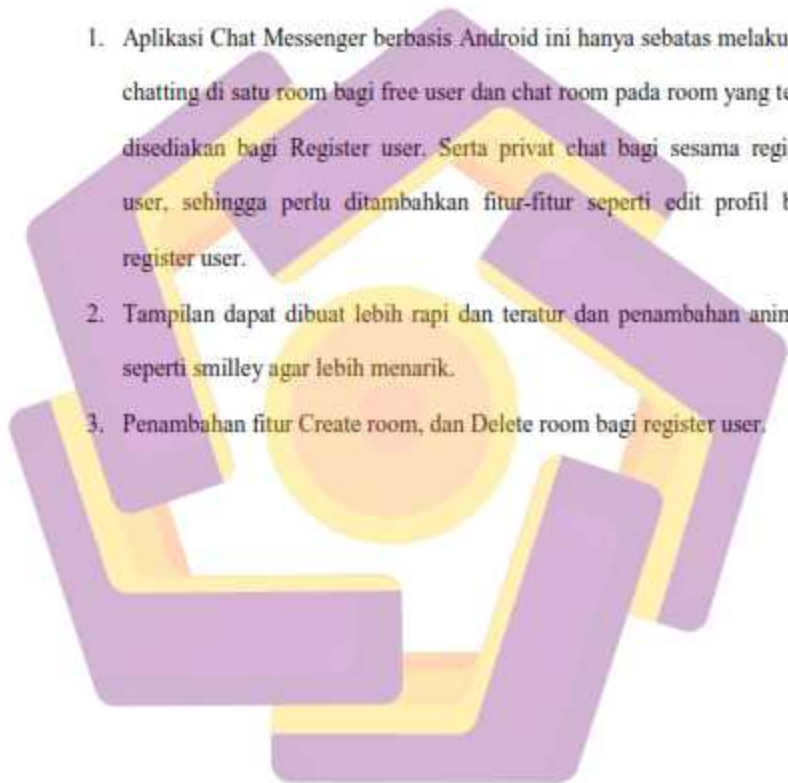 1. Aplikasi Chat Messenger berbasis Android ini hanya sebatas melaku
chatting di satu room bagi free user dan chat room pada room yang te
disediakan bagi Register user. Serta privat chat bagi sesama regi
user, sehingga perlu ditambahkan fitur-fitur seperti edit profil b
register user.
2. Tampilan dapat dibuat lebih rapi dan teratur dan penambahan anim
seperti smilley agar lebih menarik.
3. Penambahan fitur Create room, dan Delete room bagi register user.